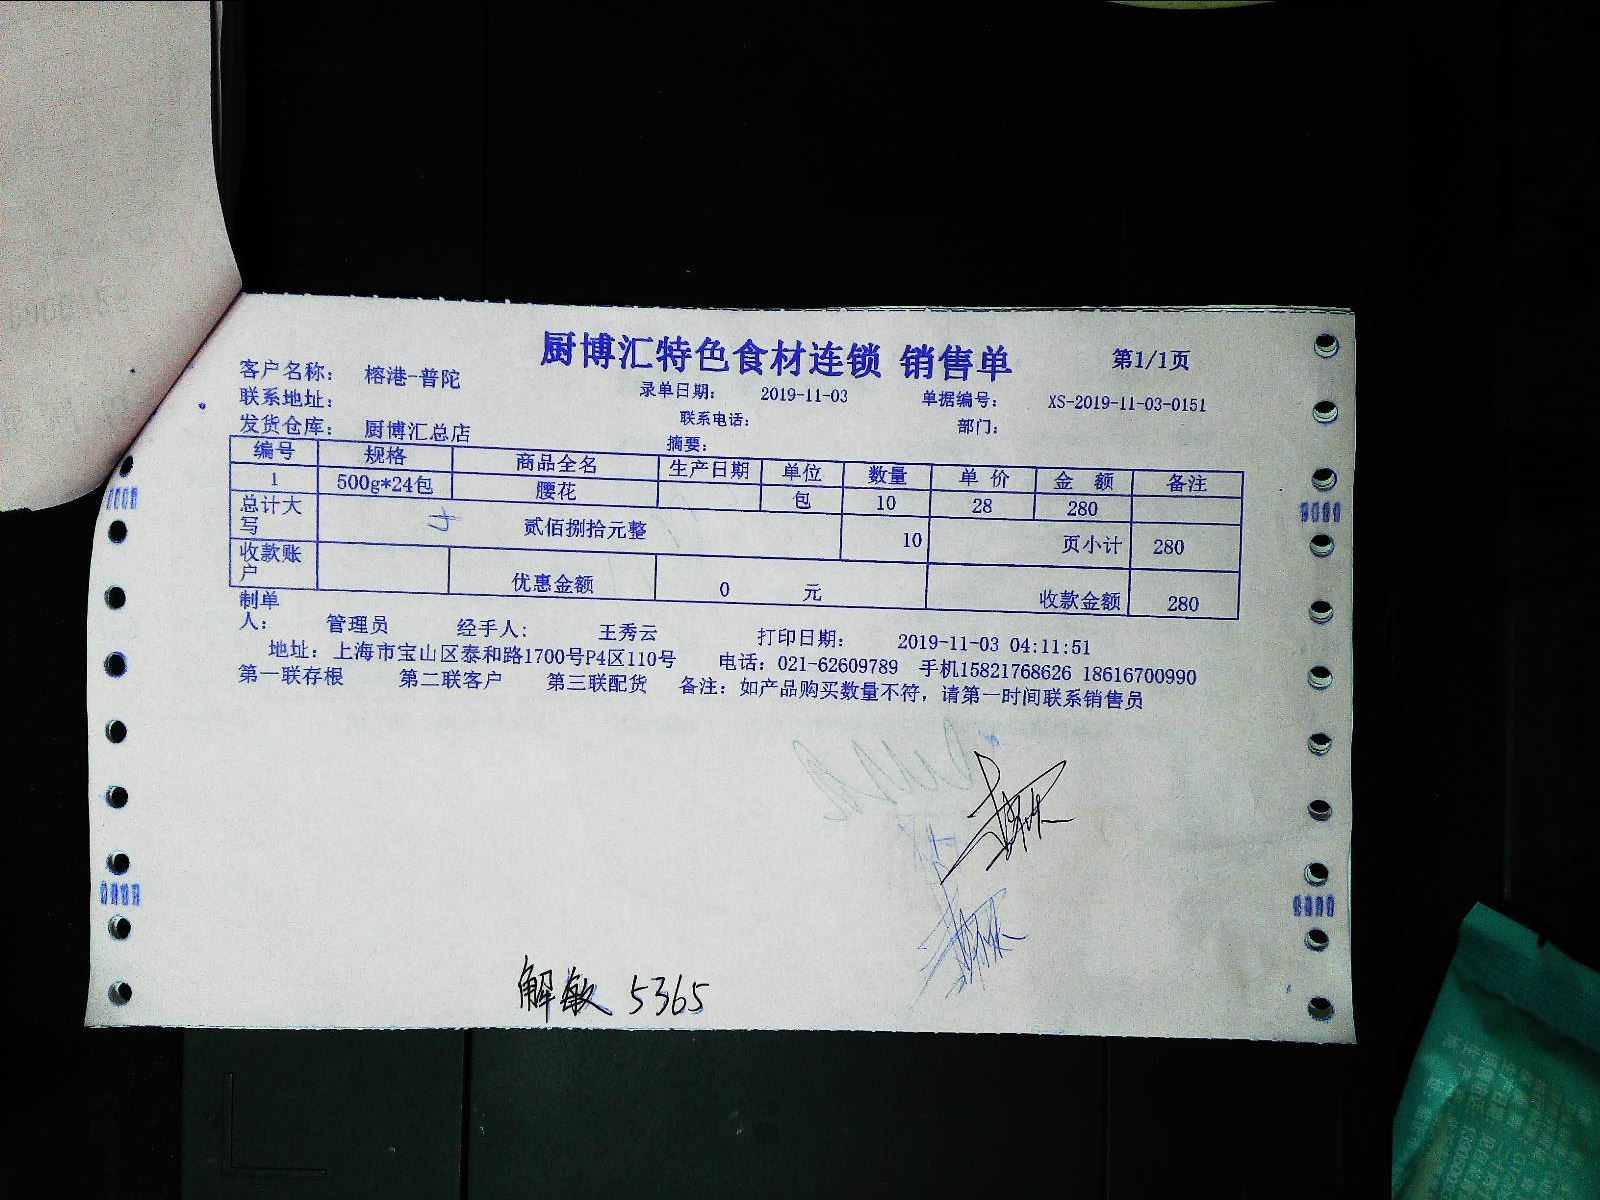 厨博汇特色食材连锁 销售单 第1/1页
客户名称： 榕港-普陀 录单日期： 2019-11-03 单据编号： XS-2019-11-03-0151
联系地址： 联系电话： 部门：
发货仓库： 厨博汇总店 摘要：
编号 规格 商品全名 生产日期 单位 数量 单 价 金 额 备注
1 500g*24包 腰花 包 10 28 280
总计大写 贰佰捌拾元整 10 页小计 280
收款账户 优惠金额 0 元 收款金额 280
制单人： 管理员 经手人： 王秀云 打印日期： 2019-11-03 04:11:51
地址：上海市宝山区泰和路1700号P4区110号 电话：021-62609789 手机15821768626 18616700990
第一联存根 第二联客户 第三联配货 备注：如产品购买数量不符，请第一时间联系销售员
解敏 5365